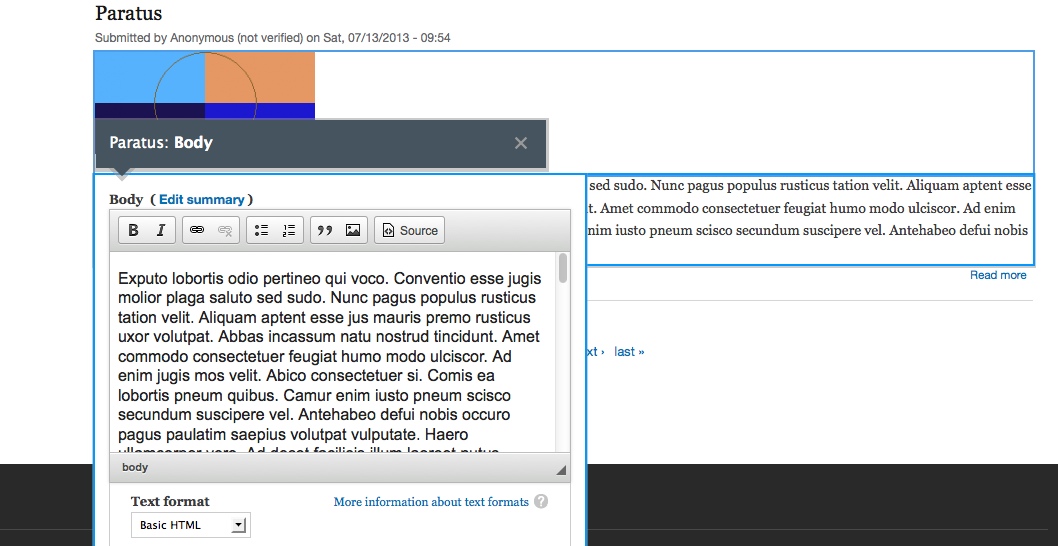 Paratus
Submitted by Anonymous (not verified) on Sat, 07/13/2013 - 09:54
Paratus: Body
sed sudo. Nunc pagus populus rusticus tation velit. Aliquam aptent esse
Body ( Edit summary )
t. Amet commodo consectetuer feugiat humo modo ulciscor. Ad enim
B I Source
nim iusto pneum scisco secundum suscipere vel. Antehabeo defui nobis
Read more
Exputo lobortis odio pertineo qui voco. Conventio esse jugis
molior plaga saluto sed sudo. Nunc pagus populus rusticus
tation velit. Aliquam aptent esse jus mauris premo rusticus
uxor volutpat. Abbas incassum natu nostrud tincidunt. Amet
xt › last »
commodo consectetuer feugiat humo modo ulciscor. Ad
enim jugis mos velit. Abico consectetuer si. Comis ea
lobortis pneum quibus. Camur enim iusto pneum scisco
secundum suscipere vel. Antehabeo defui nobis occuro
pagus paulatim saepius volutpat vulputate. Haero
body
Text format
More information about text formats ?
Basic HTML